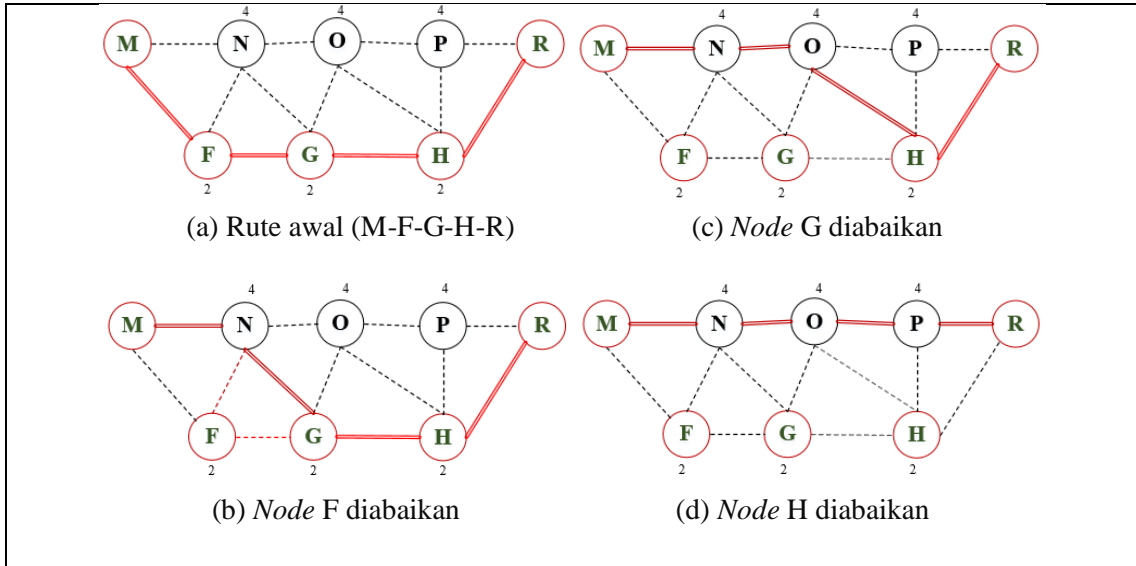 4 4 4
M N O P R
F G H
2 2 2
(a) Rute awal (M-F-G-H-R)
4 4 4
M N O P R
F G H
2 2 2
(c) Node G diabaikan
4 4 4
M N O P R
F G H
2 2 2
(b) Node F diabaikan
4 4 4
M N O P R
F G H
2 2 2
(d) Node H diabaikan